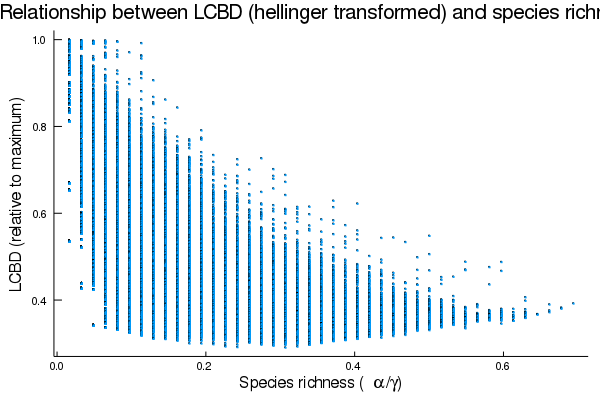 Relationship between LCBD (hellinger transformed) and species rich
LCBD (relative to maximum)
1.0
0.8
0.6
0.4
0.0
0.2
0.4
0.6
Species richness ( α/γ)